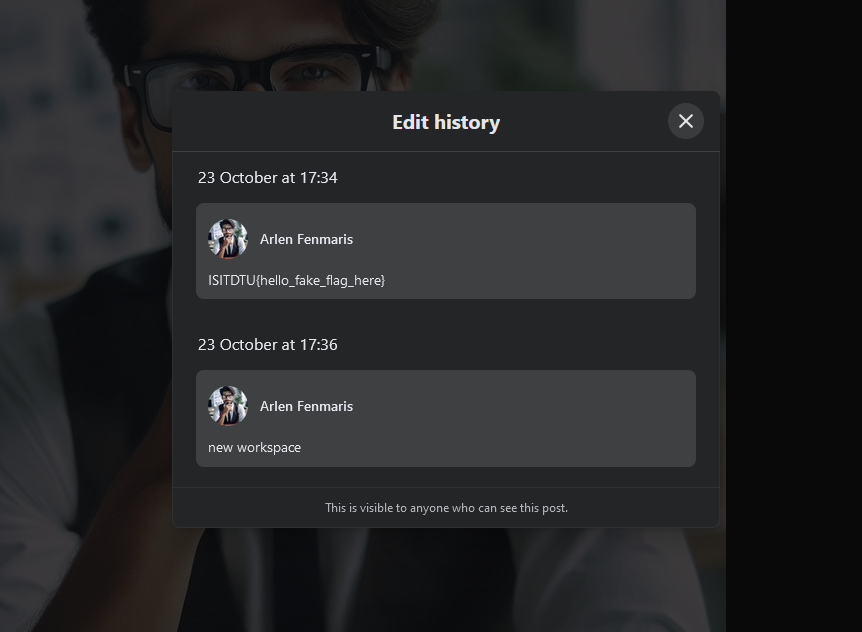 Edit history
23 October at 17:34
Arlen Fenmaris
ISITDTU{hello_fake_flag_here}
23 October at 17:36
Arlen Fenmaris
new workspace
This is visible to anyone who can see this post.